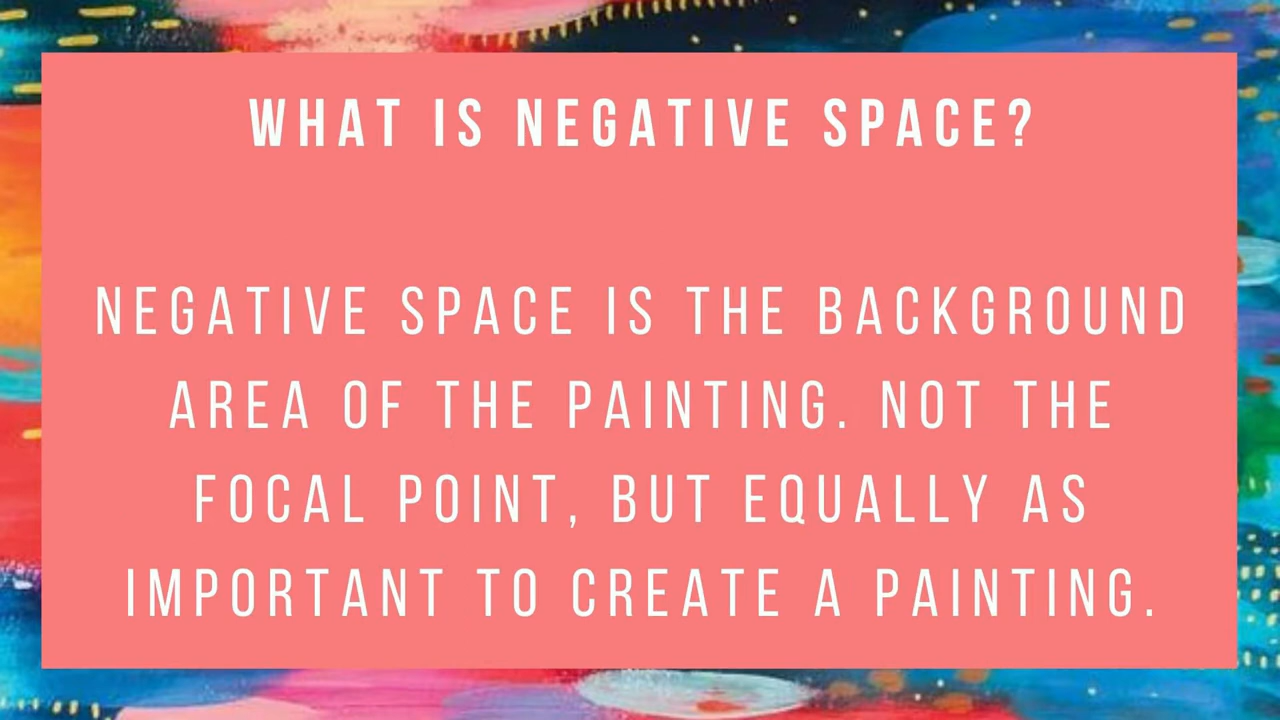 WHAT IS NEGATIVE SPACE?
NEGATIVE SPACE IS THE BACKGROUND
AREA OF THE PAINTING. NOT THE
FOCAL POINT, BUT EQUALLY AS
IMPORTANT TO CREATE A PAINTING.